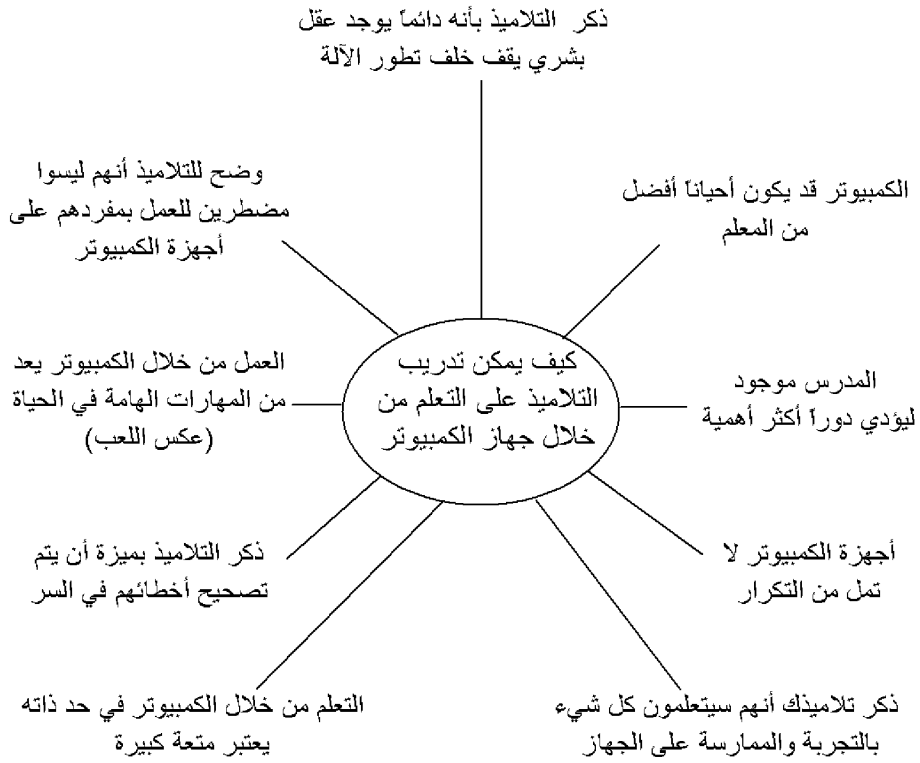 ذكر التلاميذ بأنه دائماً يوجد عقل
بشري يقف خلف تطور الآلة
الكمبيوتر قد يكون أحياناً أفضل
من المعلم
وضح للتلاميذ أنهم ليسوا
مضطرين للعمل بمفردهم على
أجهزة الكمبيوتر
كيف يمكن تدريب
التلاميذ على التعلم من
خلال جهاز الكمبيوتر
المدرس موجود
ليؤدي دوراً أكثر أهمية
العمل من خلال الكمبيوتر يعد
من المهارات الهامة في الحياة
(عكس اللعب)
أجهزة الكمبيوتر لا
تمل من التكرار
ذكر التلاميذ بميزة أن يتم
تصحيح أخطائهم في السر
ذكر تلاميذك أنهم سيتعلمون كل شيء
بالتجربة والممارسة على الجهاز
التعلم من خلال الكمبيوتر في حد ذاته
يعتبر متعة كبيرة